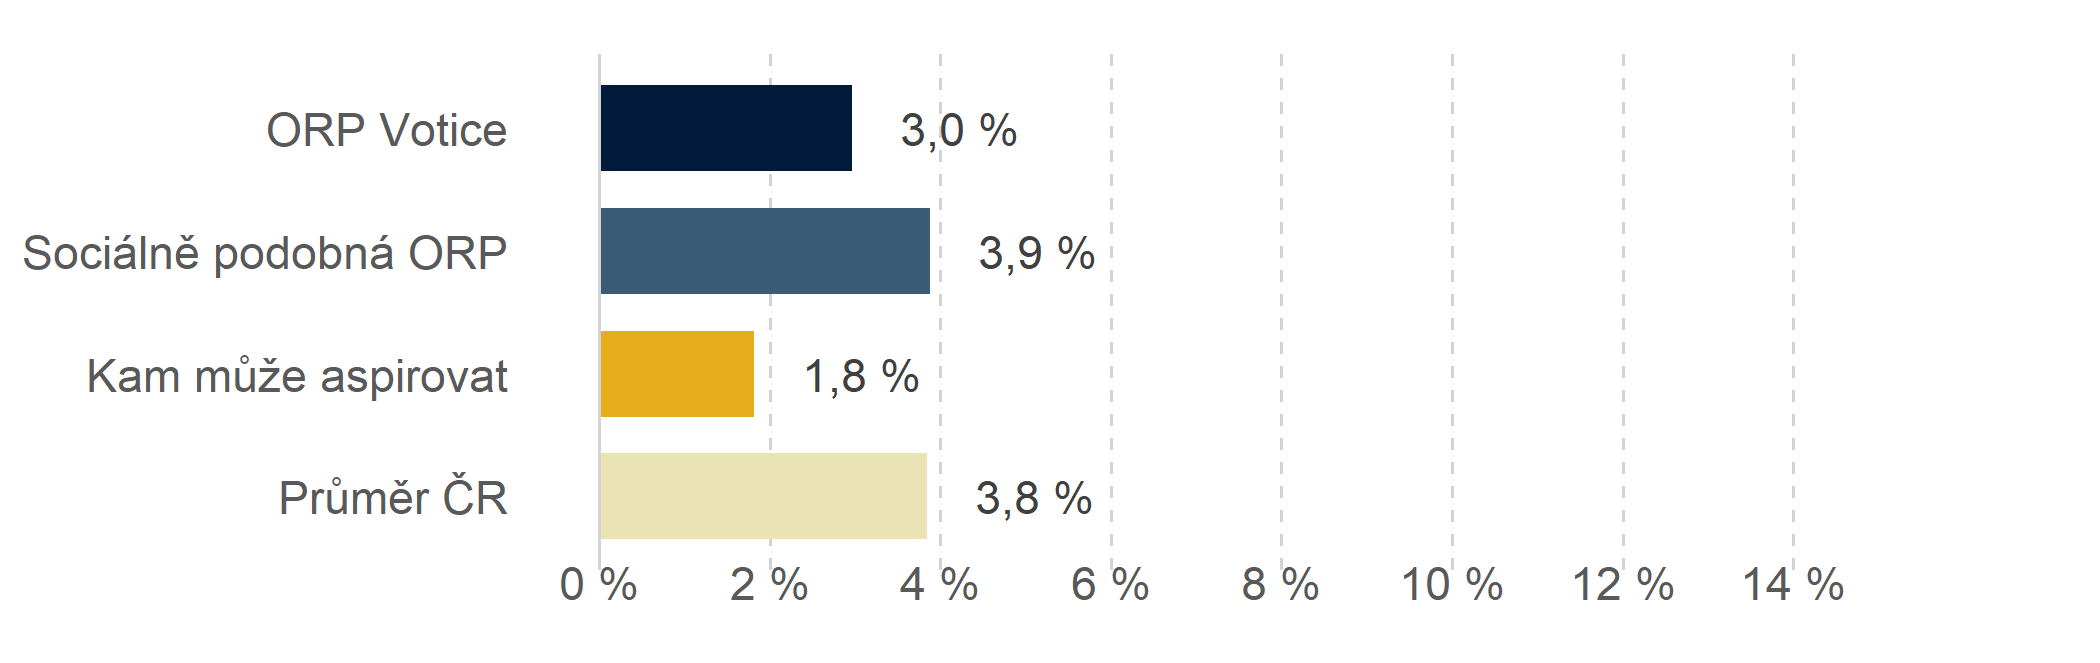 ORP Votice
3,0 %
Sociálně podobná ORP
3,9 %
Kam může aspirovat
1,8 %
Průměr ČR
3,8 %
0 % 2 % 4 % 6 % 8 % 10 % 12 % 14 %